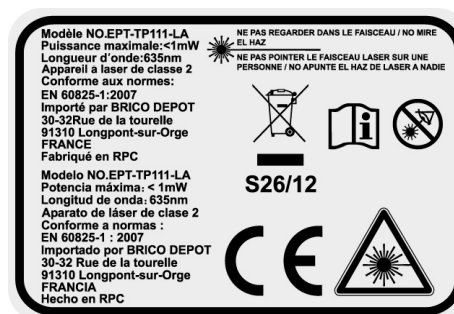 Modèle NO.EPT-TP111-LA
Puissance maximale:<1mW
Longueur d'onde:635nm
Appareil a laser de classe 2
Conforme aux normes:
EN 60825-1:2007
Importé par BRICO DEPOT
30-32Rue de la tourelle
91310 Longpont-sur-Orge
FRANCE
Fabriqué en RPC
Modelo NO.EPT-TP111-LA
Potencia máxima: < 1mW
Longitud de onda: 635nm
Aparato de láser de clase 2
Conforme a normas :
EN 60825-1 : 2007
Importado por BRICO DEPOT
30-32 Rue de la tourelle
91310 Longpont-sur-Orge
FRANCIA
Hecho en RPC
NE PAS REGARDER DANS LE FAISCEAU / NO MIRE
EL HAZ
NE PAS POINTER LE FAISCEAU LASER SUR UNE
PERSONNE / NO APUNTE EL HAZ DE LASER A NADIE
S26/12
CE